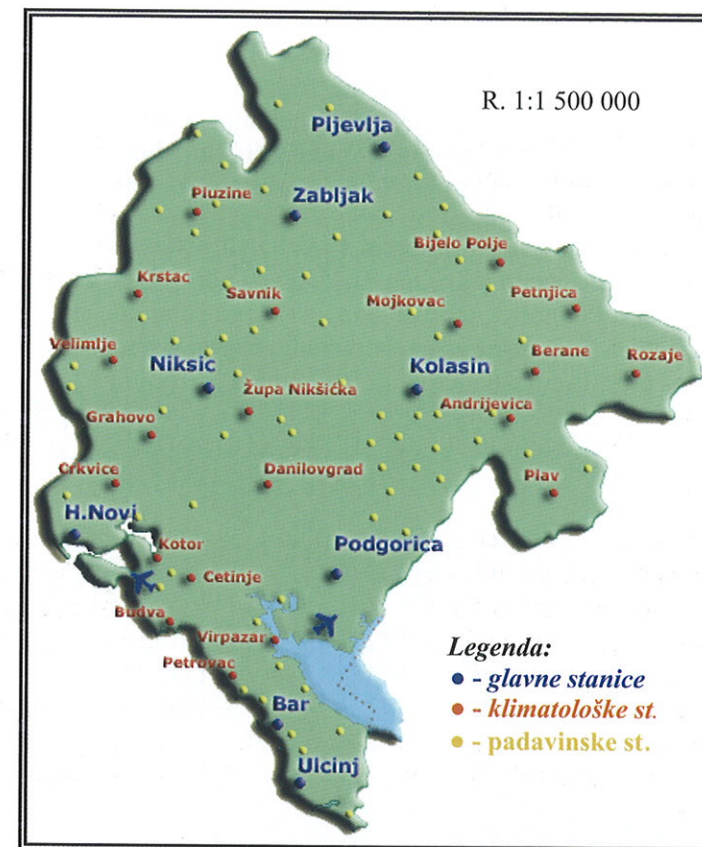 R. 1:1 500 000
Pljevlja
Pluzine
Zabljak
Bijelo Polje
Krstac
Savnik
Mojkovac
Petnjica
Velimlje
Niksic
Kolasin
Berane
Rozaje
Župa Nikšićka
Grahovo
Andrijevica
Crkvice
Danilovgrad
Plav
H.Novi
Kotor
Podgorica
Cetinje
Budva
Virpazar
Petrovac
Bar
Ulcinj
Legenda:
- glavne stanice
- klimatološke st.
- padavinske st.